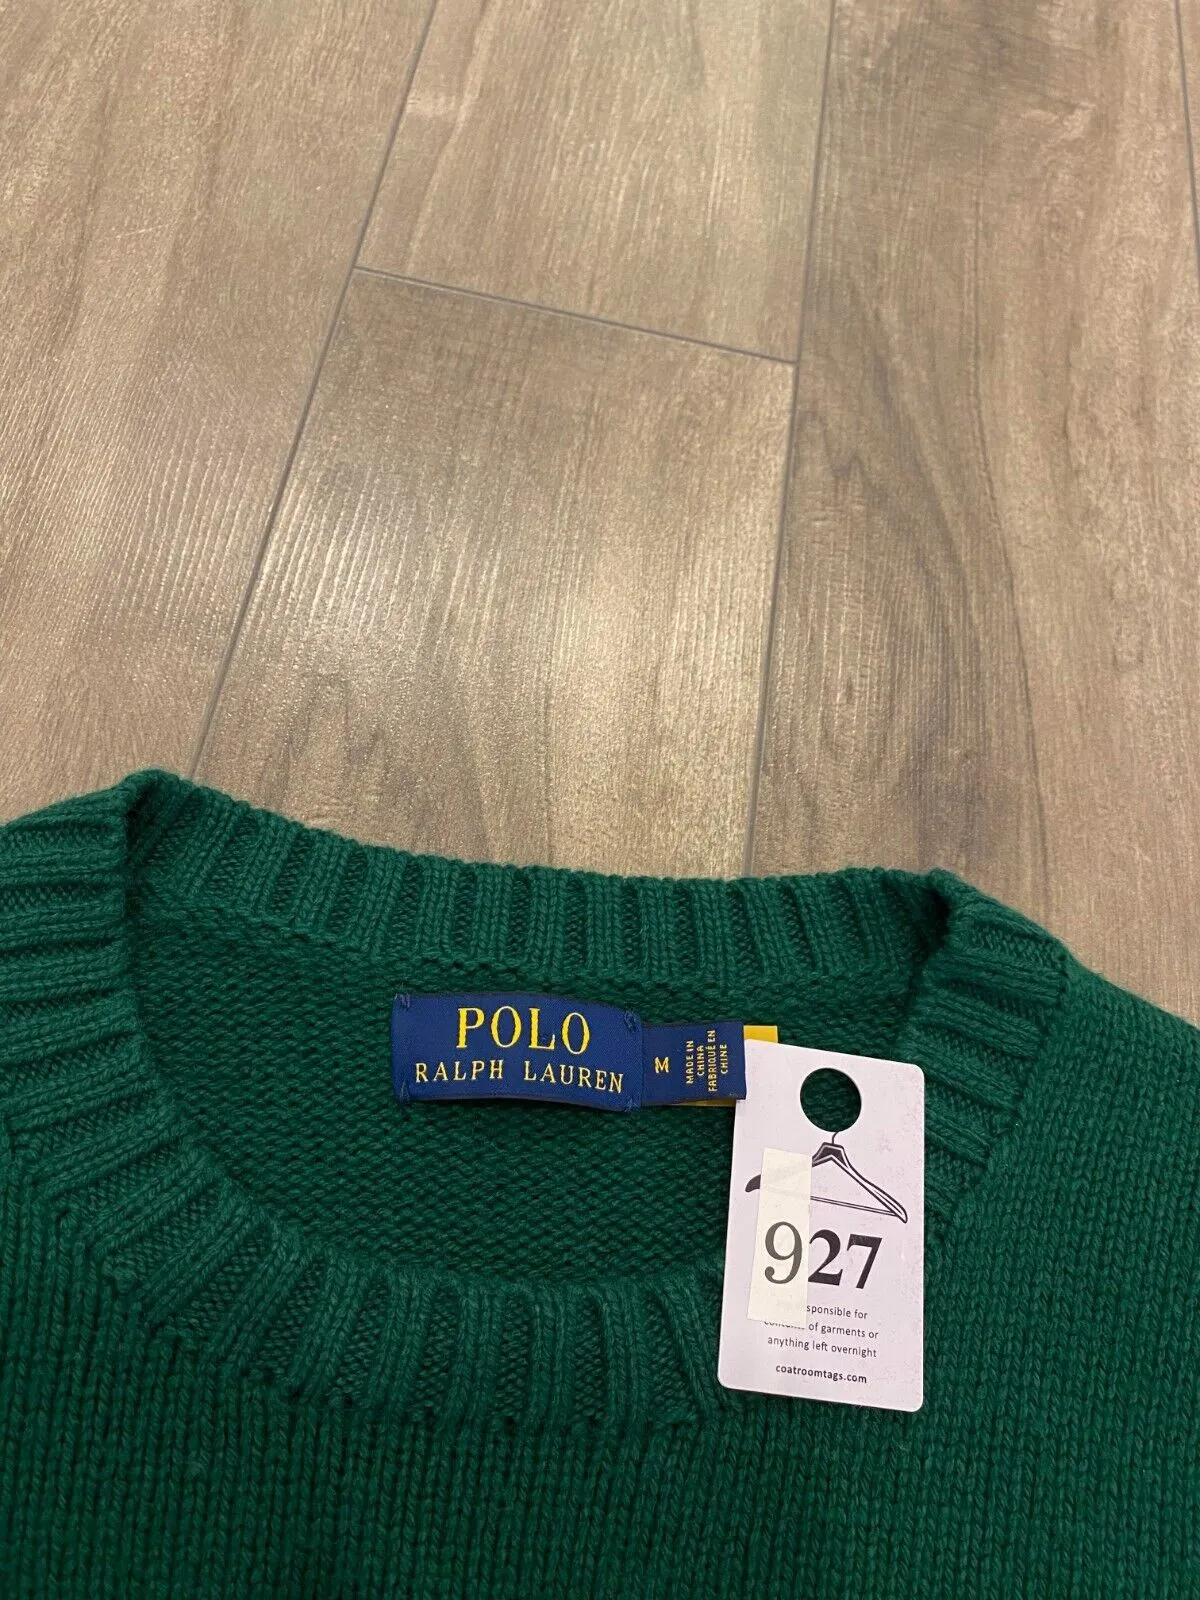 POLO
RALPH LAUREN
M
MADE IN
CHINA
FABRIQUÉ EN
CHINE
927
sponsible for
of garments or
anything left overnight
coatroomtags.com